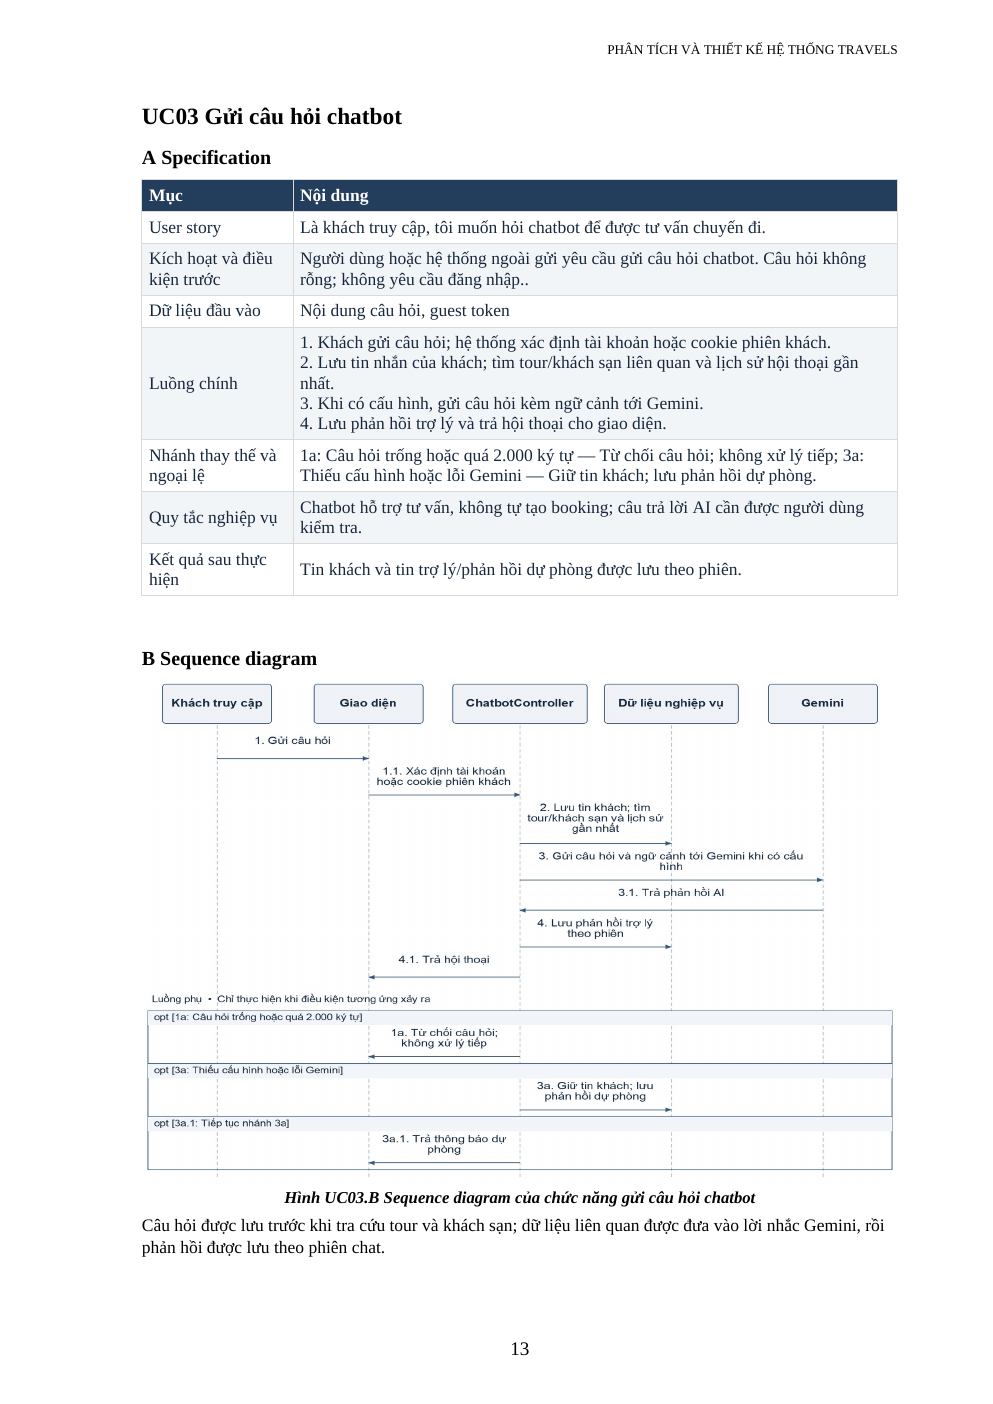 PHÂN TÍCH VÀ THIẾT KẾ HỆ THỐNG TRAVELS
UC03 Gửi câu hỏi chatbot
A Specification
Mục
Nội dung
User story
Là khách truy cập, tôi muốn hỏi chatbot để được tư vấn chuyến đi.
Kích hoạt và điều
kiện trước
Người dùng hoặc hệ thống ngoài gửi yêu cầu gửi câu hỏi chatbot. Câu hỏi không
rỗng; không yêu cầu đăng nhập..
Dữ liệu đầu vào
Nội dung câu hỏi, guest token
Luồng chính
1. Khách gửi câu hỏi; hệ thống xác định tài khoản hoặc cookie phiên khách.
2. Lưu tin nhắn của khách; tìm tour/khách sạn liên quan và lịch sử hội thoại gần
nhất.
3. Khi có cấu hình, gửi câu hỏi kèm ngữ cảnh tới Gemini.
4. Lưu phản hồi trợ lý và trả hội thoại cho giao diện.
Nhánh thay thế và
ngoại lệ
1a: Câu hỏi trống hoặc quá 2.000 ký tự — Từ chối câu hỏi; không xử lý tiếp; 3a:
Thiếu cấu hình hoặc lỗi Gemini — Giữ tin khách; lưu phản hồi dự phòng.
Quy tắc nghiệp vụ
Chatbot hỗ trợ tư vấn, không tự tạo booking; câu trả lời AI cần được người dùng
kiểm tra.
Kết quả sau thực
hiện
Tin khách và tin trợ lý/phản hồi dự phòng được lưu theo phiên.
B Sequence diagram
Khách truy cập
Giao diện
ChatbotController
Dữ liệu nghiệp vụ
Gemini
1. Gửi câu hỏi
1.1. Xác định tài khoản
hoặc cookie phiên khách
2. Lưu tin khách; tìm
tour/khách sạn và lịch sử
gần nhất
3. Gửi câu hỏi và ngữ cảnh tới Gemini khi có cấu
hình
3.1. Trả phản hồi AI
4. Lưu phản hồi trợ lý
theo phiên
4.1. Trả hội thoại
Luồng phụ • Chỉ thực hiện khi điều kiện tương ứng xảy ra
opt [1a: Câu hỏi trống hoặc quá 2.000 ký tự]
1a. Từ chối câu hỏi;
không xử lý tiếp
opt [3a: Thiếu cấu hình hoặc lỗi Gemini]
3a. Giữ tin khách; lưu
phản hồi dự phòng
opt [3a.1: Tiếp tục nhánh 3a]
3a.1. Trả thông báo dự
phòng
Hình UC03.B Sequence diagram của chức năng gửi câu hỏi chatbot
Câu hỏi được lưu trước khi tra cứu tour và khách sạn; dữ liệu liên quan được đưa vào lời nhắc Gemini, rồi
phản hồi được lưu theo phiên chat.
13